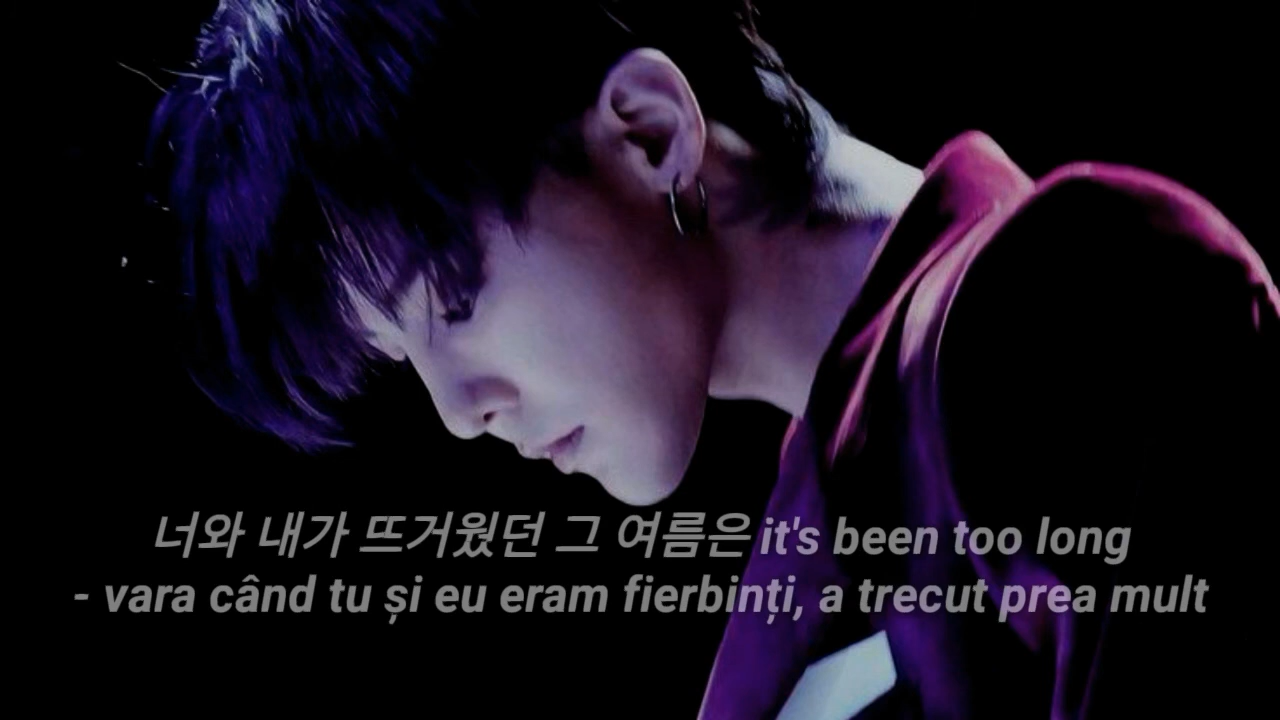 너와 내가 뜨거웠던 그 여름은 it's been too long
- vara când tu și eu eram fierbinți, a trecut prea mult